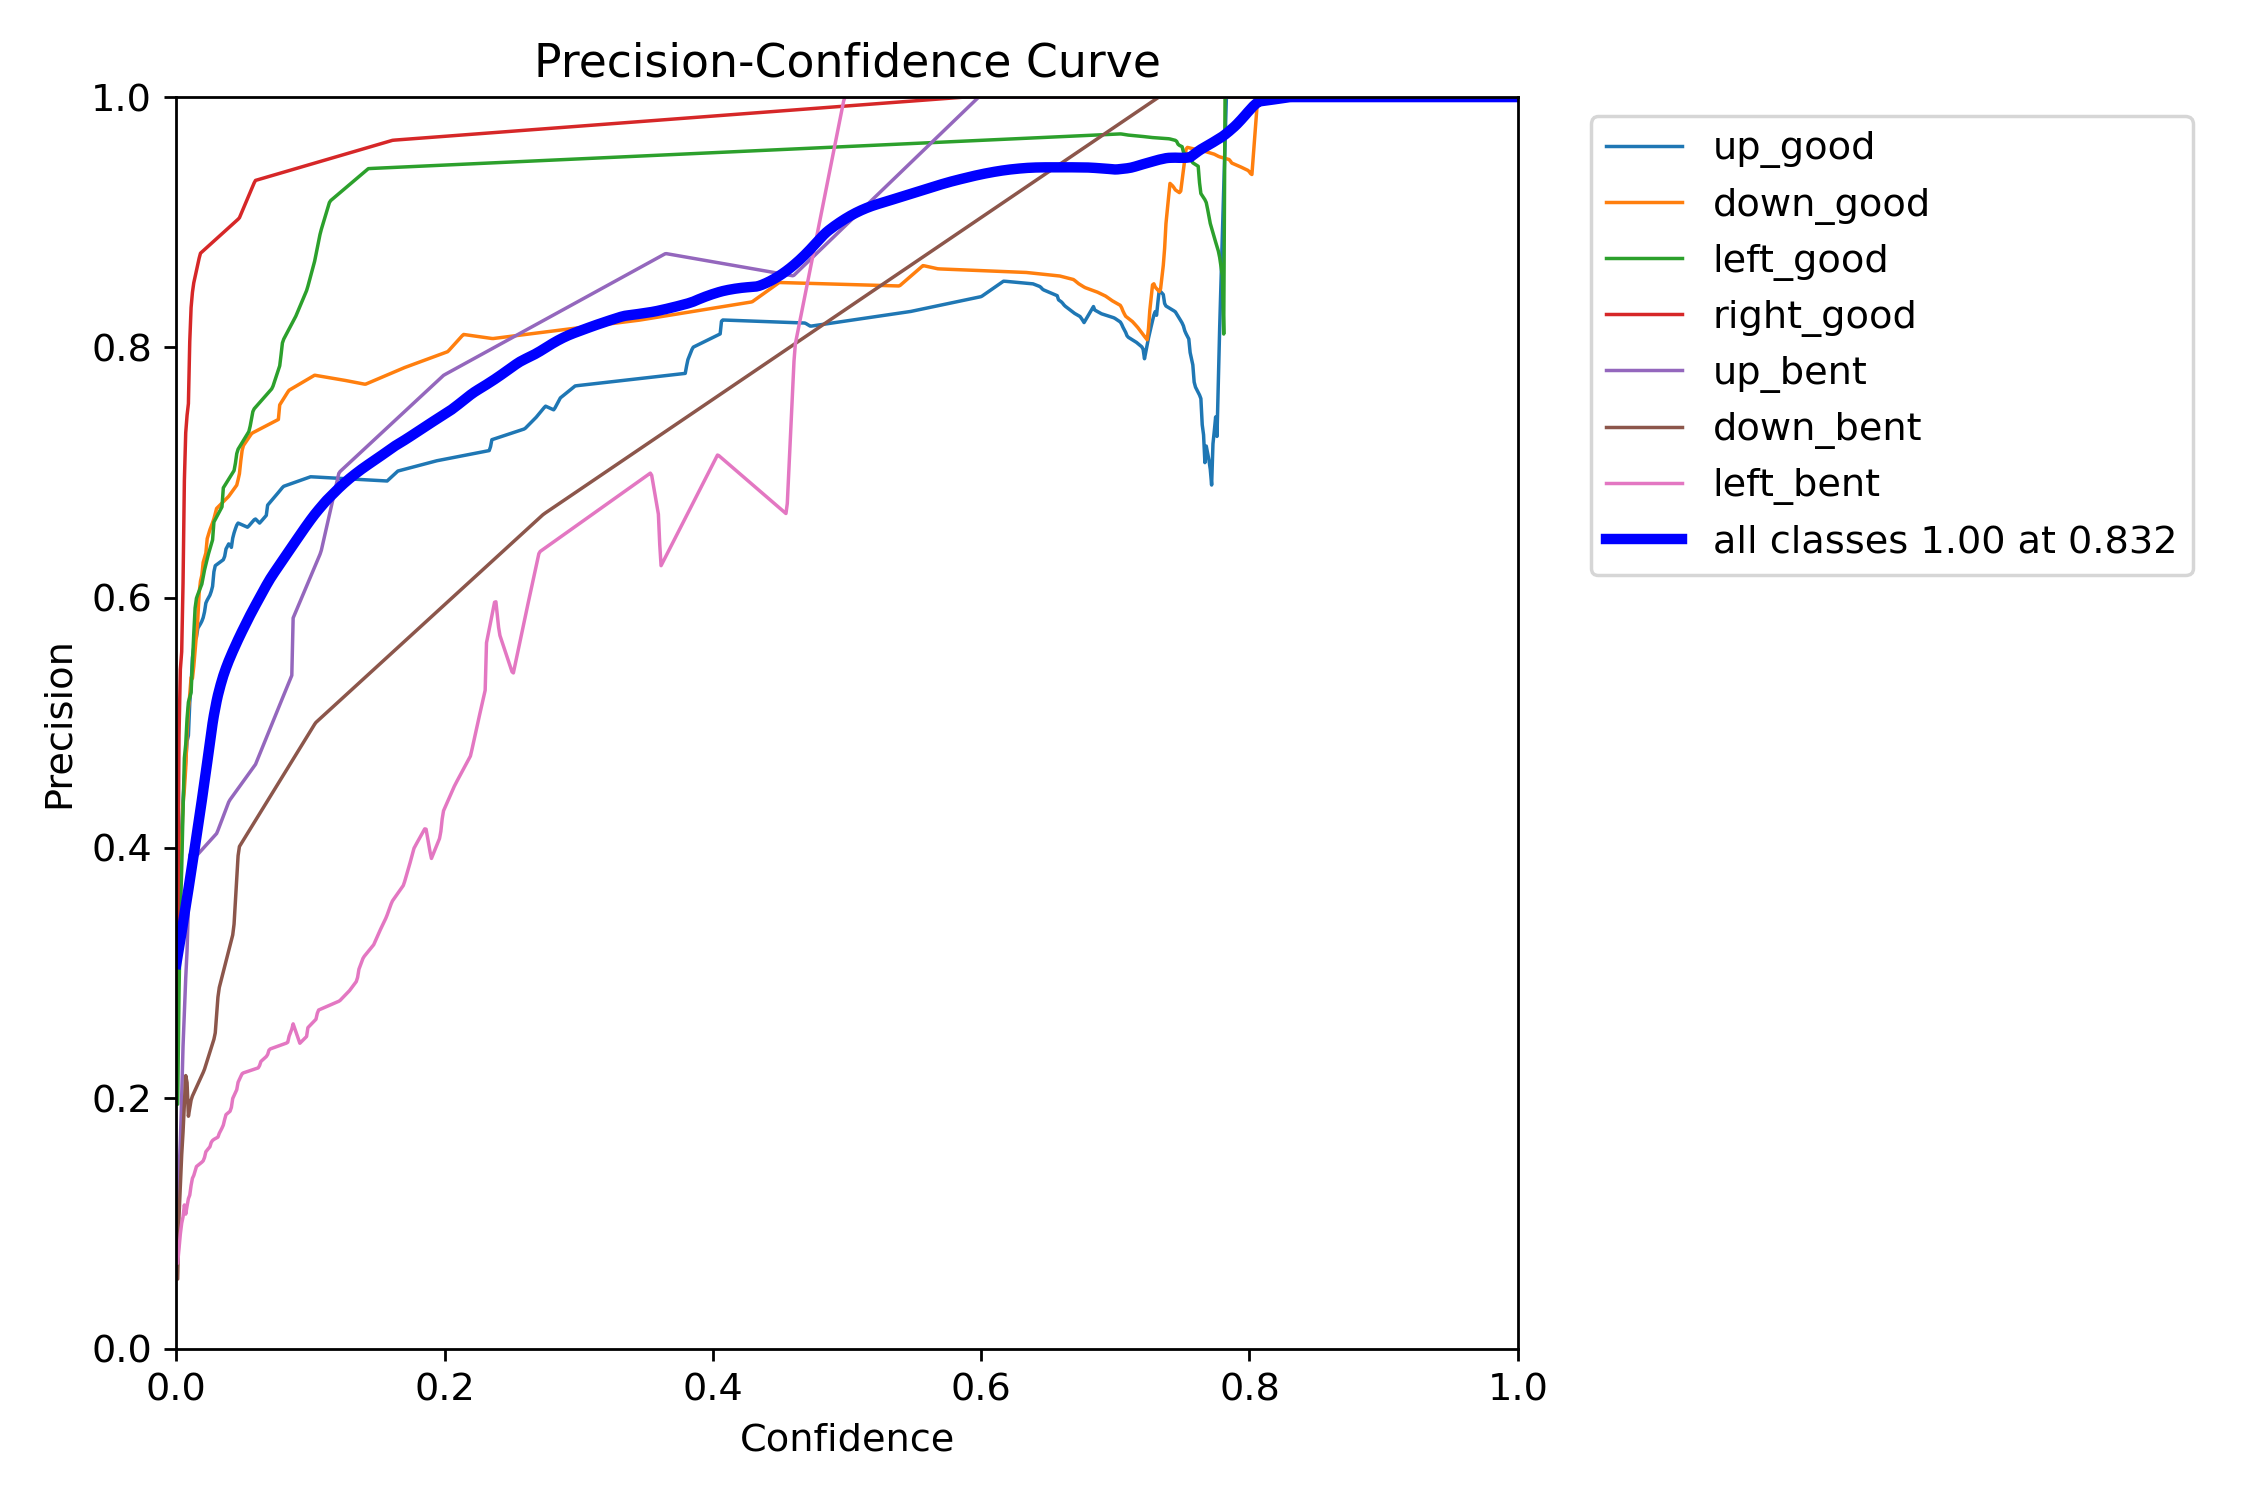 Precision-Confidence Curve
1.0
0.8
0.6
0.4
0.2
0.0
Precision
0.0 0.2 0.4 0.6 0.8 1.0
Confidence
up_good
down_good
left_good
right_good
up_bent
down_bent
left_bent
all classes 1.00 at 0.832